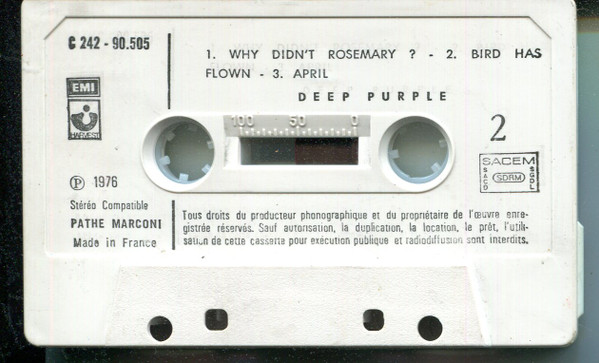 C 242 - 90.505
1. WHY DIDN'T ROSEMARY ? - 2. BIRD HAS
FLOWN - 3. APRIL
DEEP PURPLE
EMI
HARVEST
100 50 0
2
SACEM
SACD SDRM SGDL
℗ 1976
Stéréo Compatible
PATHE MARCONI
Made in France
Tous droits du producteur phonographique et du propriétaire de l'œuvre enre-
gistrée réservés. Sauf autorisation, la duplication, la location, le prêt, l'utili-
sation de cette cassette pour exécution publique et radiodiffusion sont interdits.